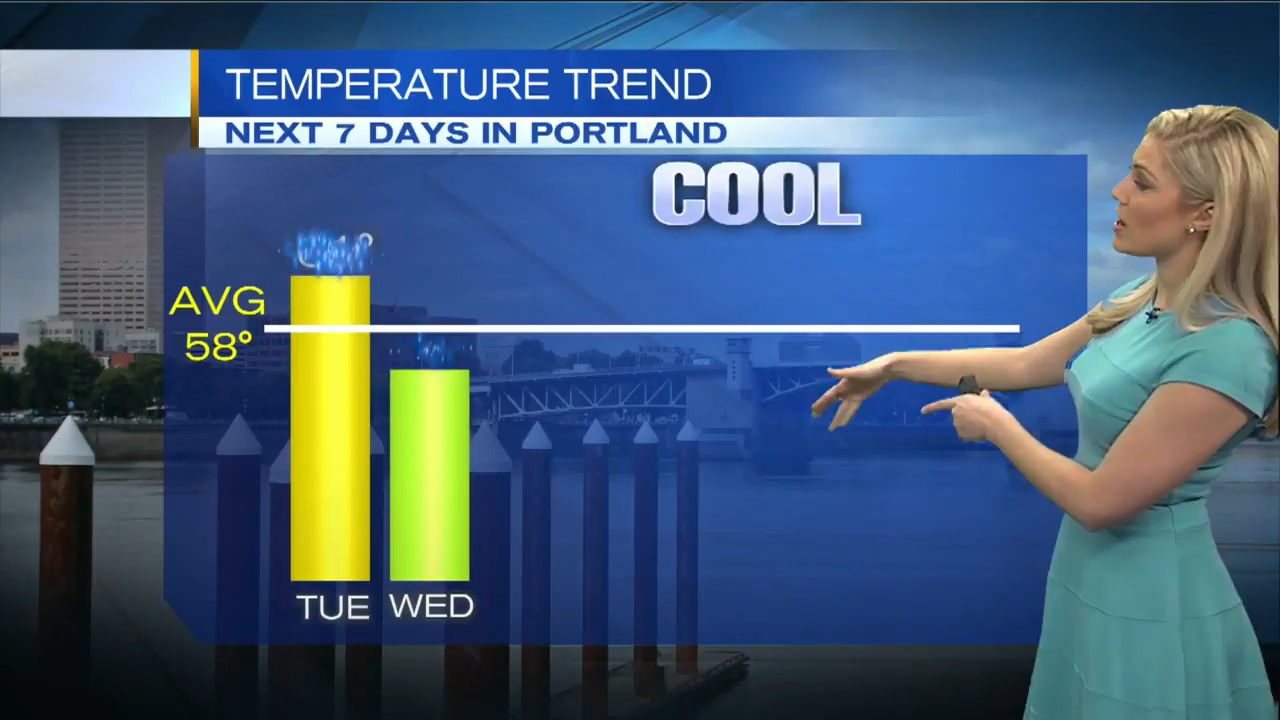 TEMPERATURE TREND
NEXT 7 DAYS IN PORTLAND
COOL
AVG
58°
TUE WED